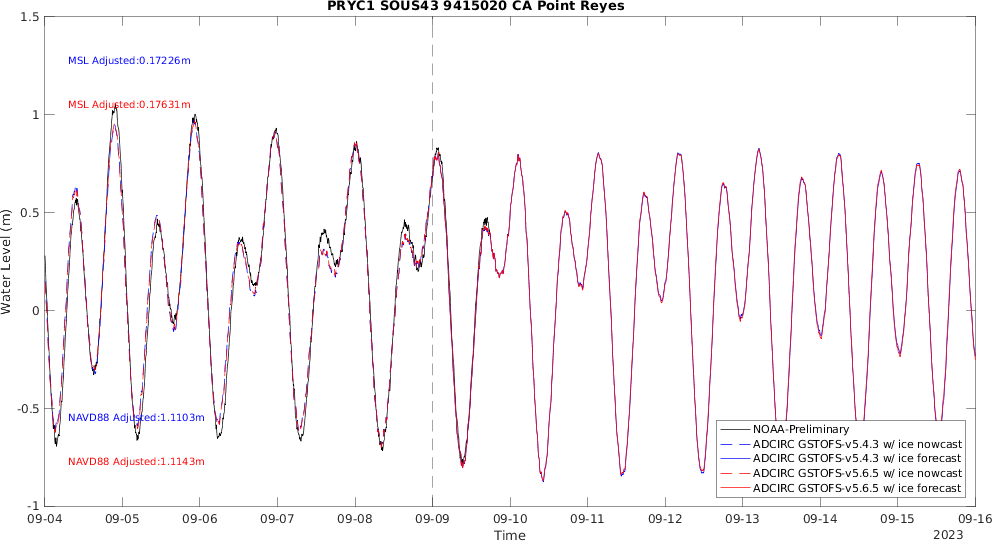 PRYC1 SOUS43 9415020 CA Point Reyes
1.5
1
0.5
0
-0.5
-1
Water Level (m)
MSL Adjusted:0.17226m
MSL Adjusted:0.17631m
NAVD88 Adjusted:1.1103m
NAVD88 Adjusted:1.1143m
NOAA-Preliminary
ADCIRC GSTOFS-v5.4.3 w/ ice nowcast
ADCIRC GSTOFS-v5.4.3 w/ ice forecast
ADCIRC GSTOFS-v5.6.5 w/ ice nowcast
ADCIRC GSTOFS-v5.6.5 w/ ice forecast
09-04 09-05 09-06 09-07 09-08 09-09 09-10 09-11 09-12 09-13 09-14 09-15 09-16
Time
2023